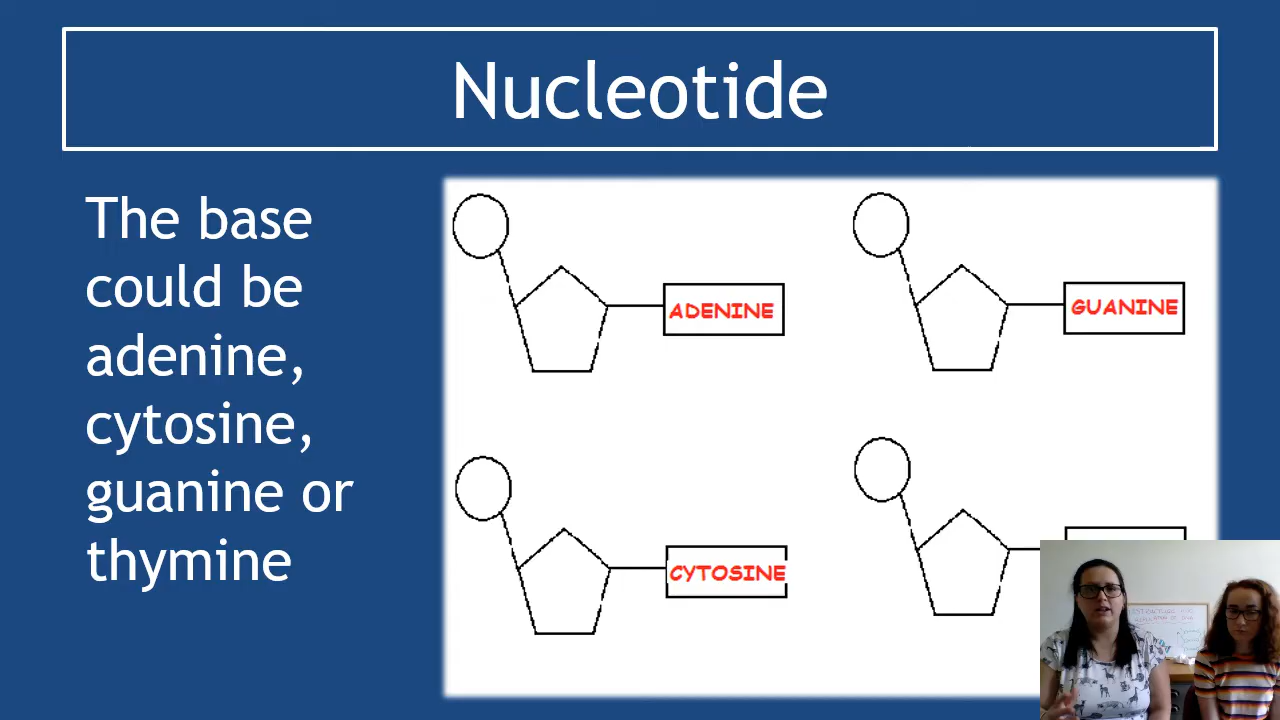 Nucleotide
The base
could be
adenine,
cytosine,
guanine or
thymine
ADENINE
GUANINE
CYTOSINE